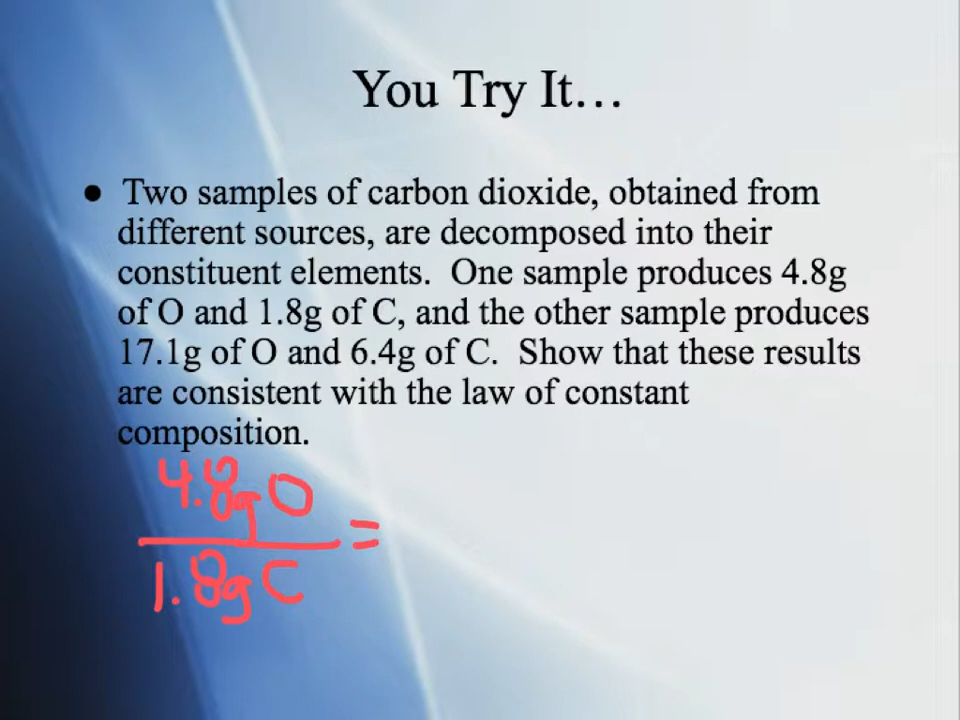 You Try It…
● Two samples of carbon dioxide, obtained from
different sources, are decomposed into their
constituent elements.  One sample produces 4.8g
of O and 1.8g of C, and the other sample produces
17.1g of O and 6.4g of C.  Show that these results
are consistent with the law of constant
composition.
4.8g O
=
1.8g C